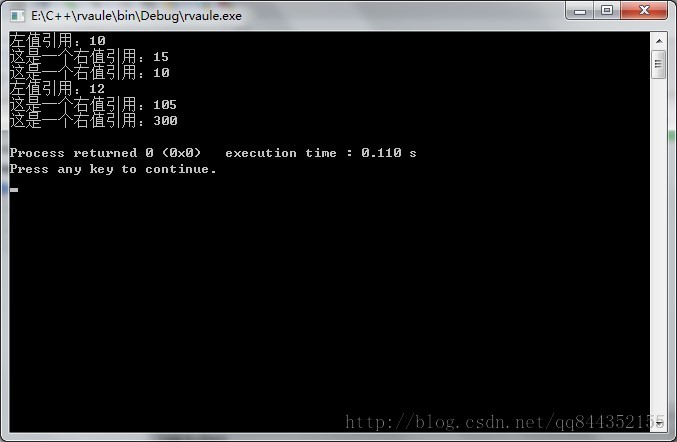 E:\C++\rvaule\bin\Debug\rvaule.exe
左值引用：10
这是一个右值引用：15
这是一个右值引用：10
左值引用：12
这是一个右值引用：105
这是一个右值引用：300
Process returned 0 (0x0)   execution time : 0.110 s
Press any key to continue.
http://blog.csdn.net/qq844352155